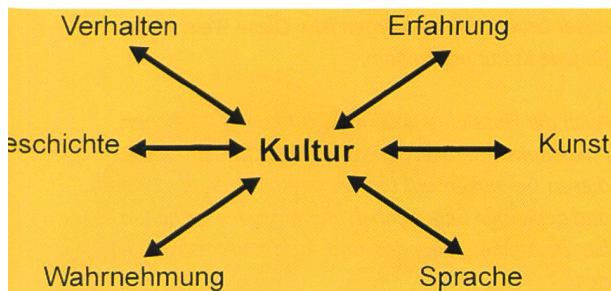 Verhalten Erfahrung
eschichte Kultur Kunst
Wahrnehmung Sprache